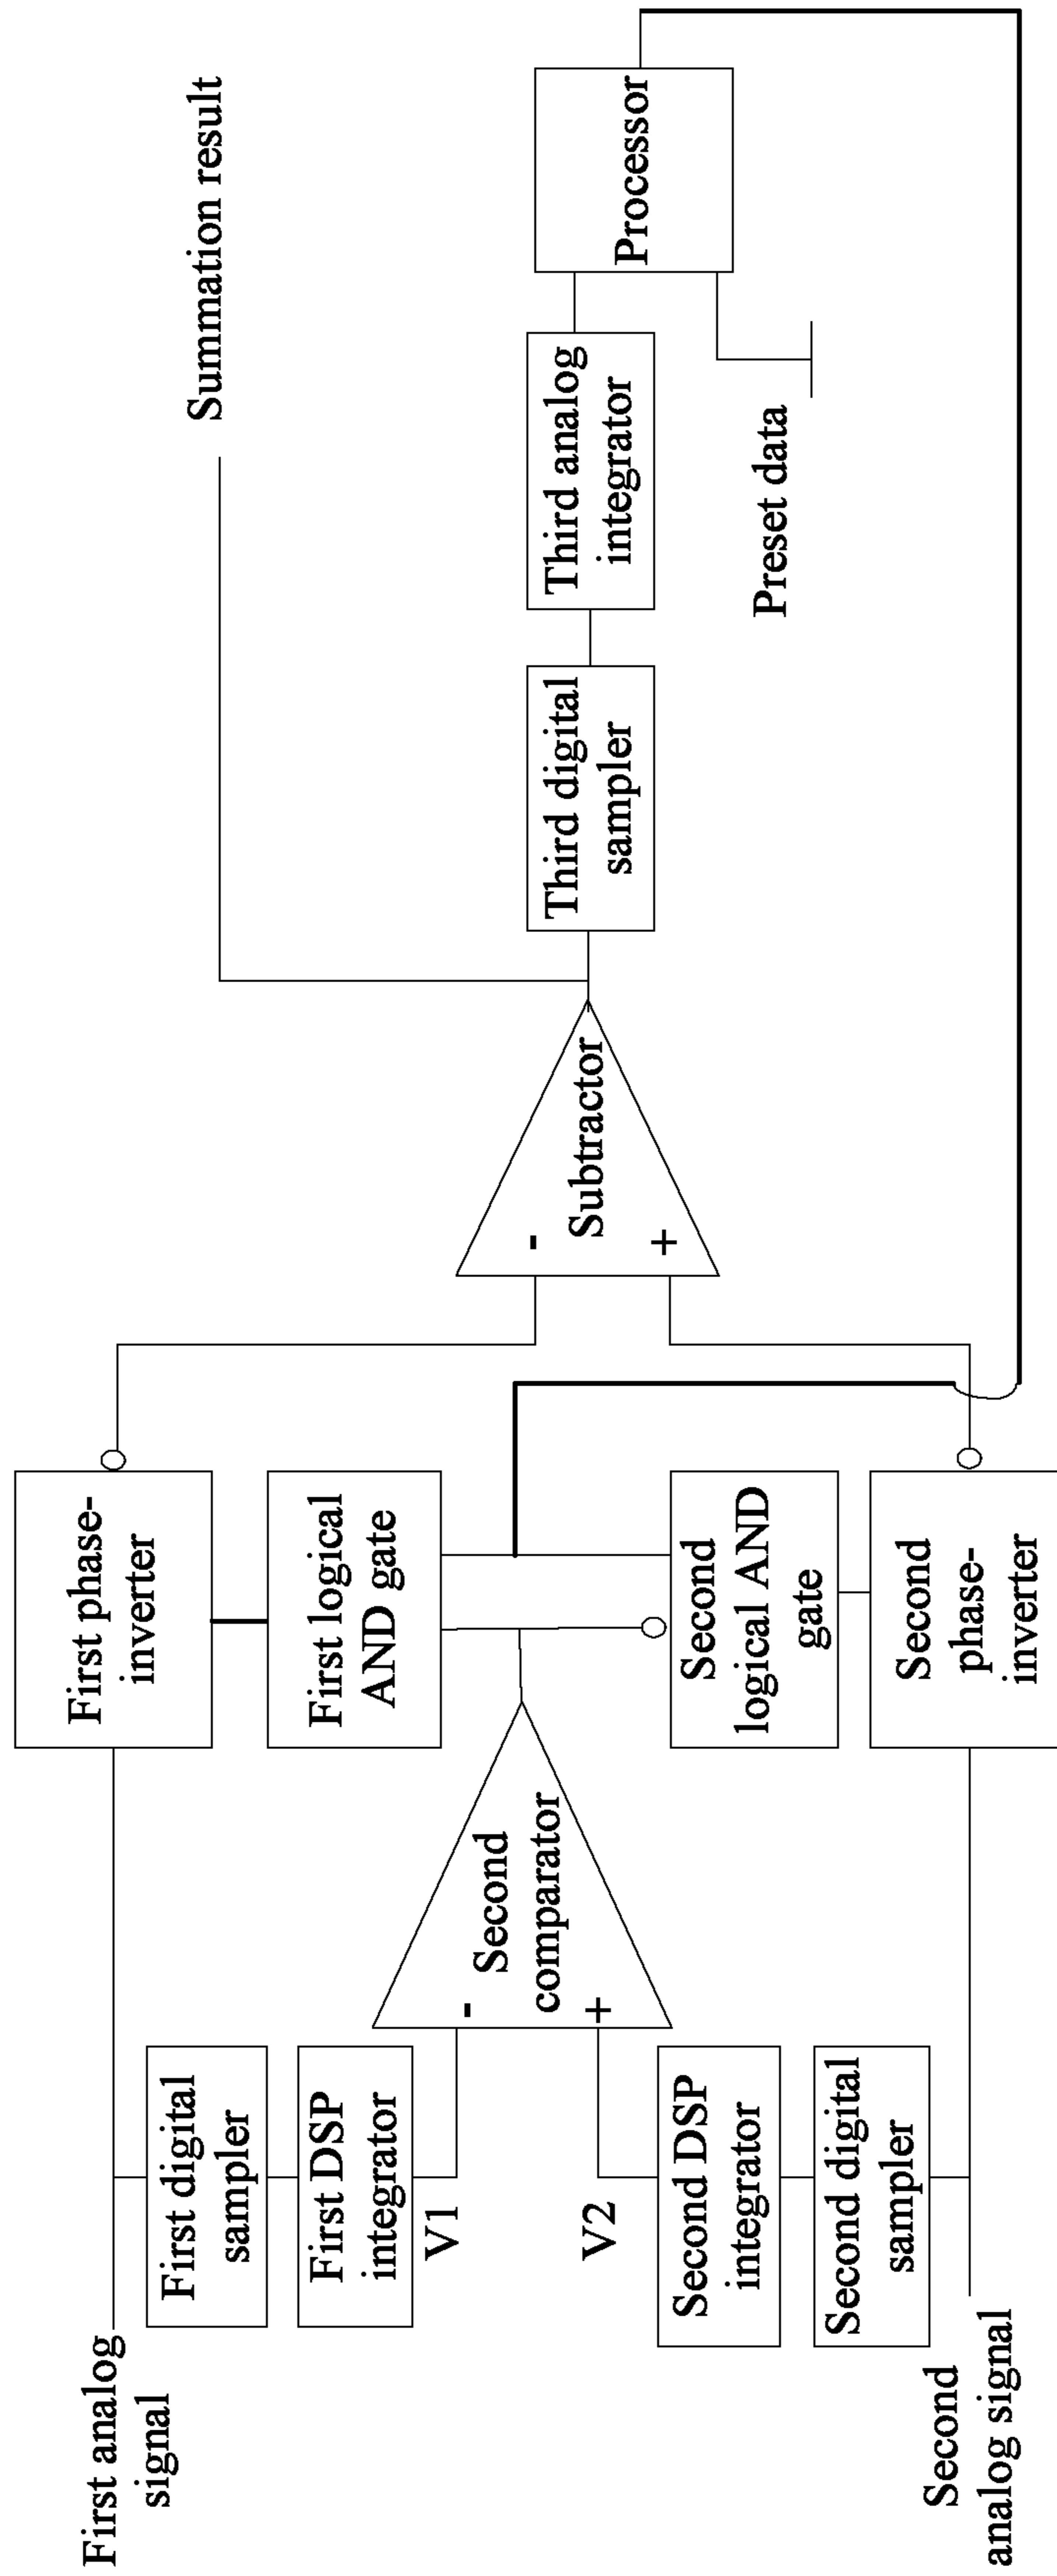 First analog
signal
First digital
sampler
First DSP
integrator
V1
V2
Second DSP
integrator
Second digital
sampler
Second
analog signal
-
Second
comparator
+
First phase-
inverter
First logical
AND gate
Second
logical AND
gate
Second
phase-
inverter
-
Subtractor
+
Third digital
sampler
Third analog
integrator
Preset data
Processor
Summation result